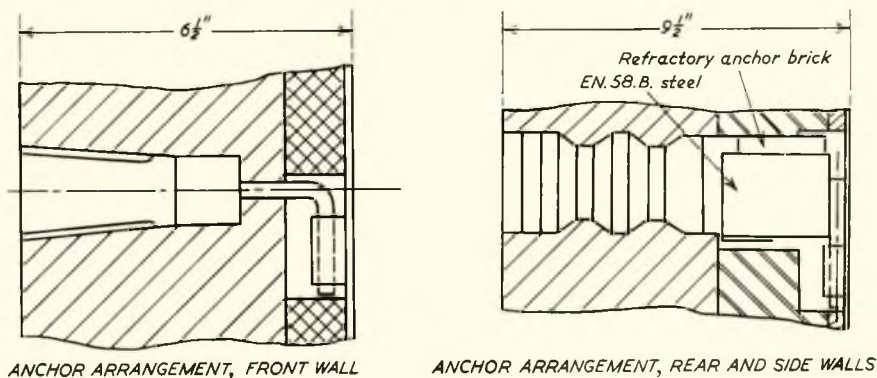 6½"
9½"
Refractory anchor brick
EN.58.B. steel
ANCHOR ARRANGEMENT, FRONT WALL
ANCHOR ARRANGEMENT, REAR AND SIDE WALLS